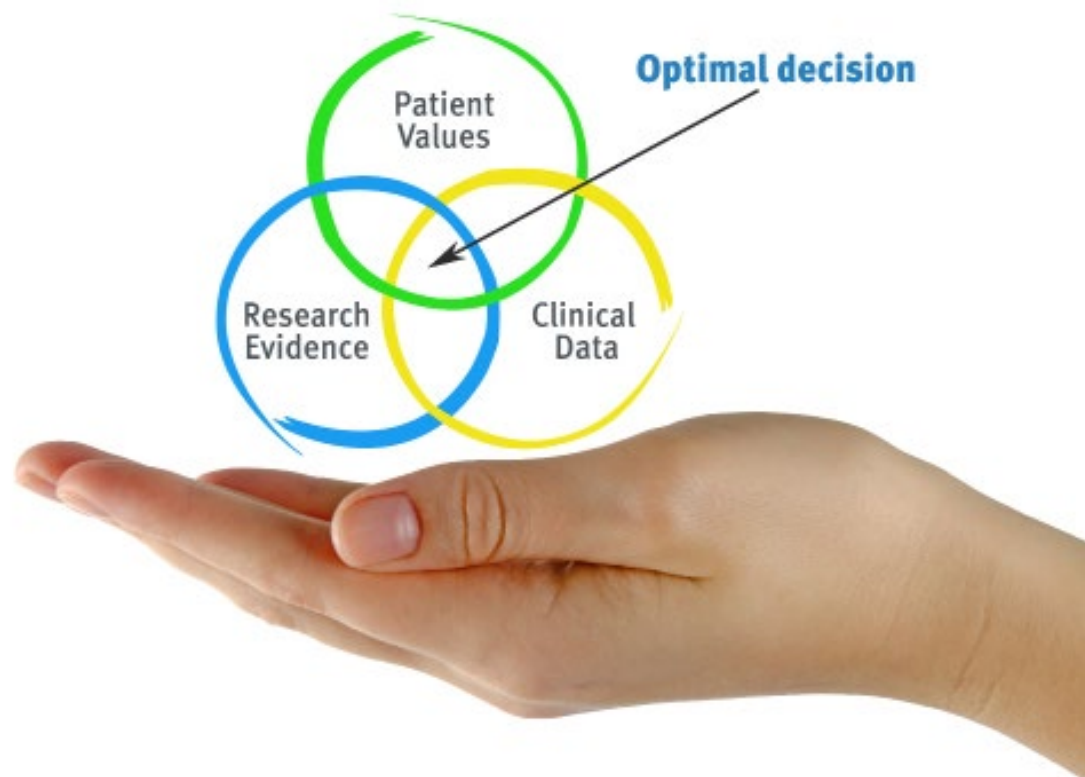 Optimal decision
Patient
Values
Research
Evidence
Clinical
Data